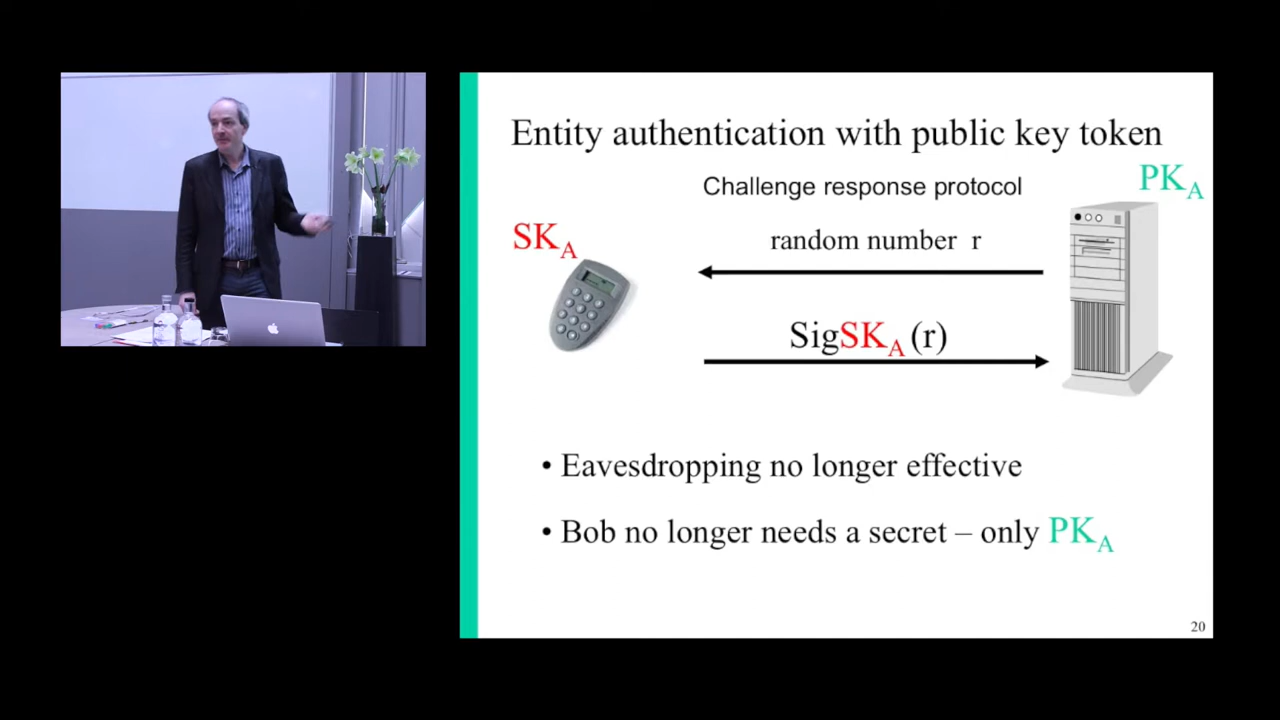 Entity authentication with public key token
Challenge response protocol
PKA
SKA
random number r
SigSKA (r)
• Eavesdropping no longer effective
• Bob no longer needs a secret – only PKA
20